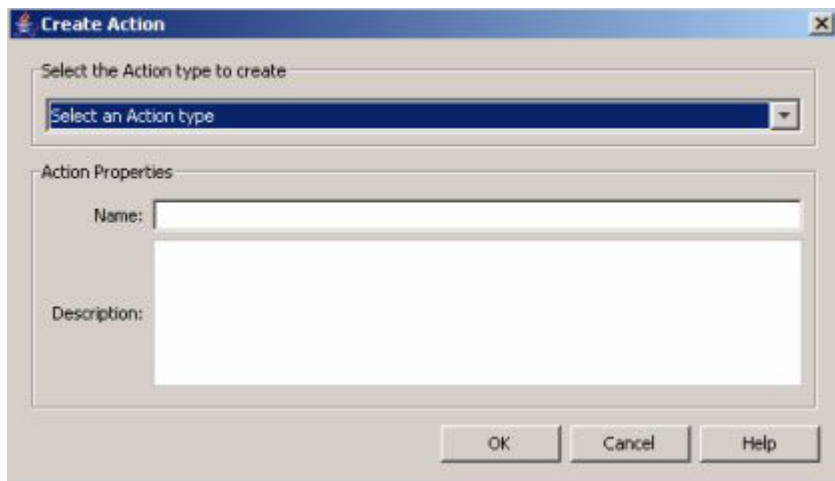 Create Action
Select the Action type to create
Select an Action type
Action Properties
Name:
Description:
OK Cancel Help